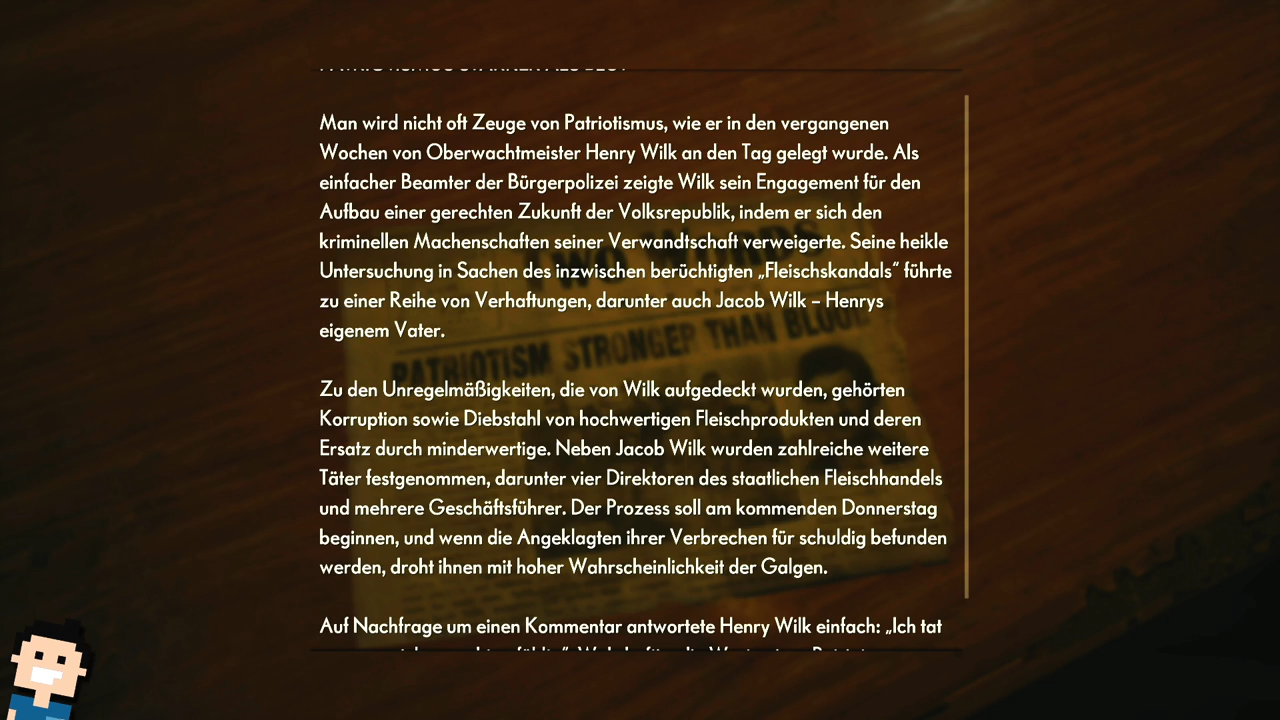 PATRIOTISMUS STÄRKER ALS BLUT
Man wird nicht oft Zeuge von Patriotismus, wie er in den vergangenen
Wochen von Oberwachtmeister Henry Wilk an den Tag gelegt wurde. Als
einfacher Beamter der Bürgerpolizei zeigte Wilk sein Engagement für den
Aufbau einer gerechten Zukunft der Volksrepublik, indem er sich den
kriminellen Machenschaften seiner Verwandtschaft verweigerte. Seine heikle
Untersuchung in Sachen des inzwischen berüchtigten „Fleischskandals“ führte
zu einer Reihe von Verhaftungen, darunter auch Jacob Wilk – Henrys
eigenem Vater.
Zu den Unregelmäßigkeiten, die von Wilk aufgedeckt wurden, gehörten
Korruption sowie Diebstahl von hochwertigen Fleischprodukten und deren
Ersatz durch minderwertige. Neben Jacob Wilk wurden zahlreiche weitere
Täter festgenommen, darunter vier Direktoren des staatlichen Fleischhandels
und mehrere Geschäftsführer. Der Prozess soll am kommenden Donnerstag
beginnen, und wenn die Angeklagten ihrer Verbrechen für schuldig befunden
werden, droht ihnen mit hoher Wahrscheinlichkeit der Galgen.
Auf Nachfrage um einen Kommentar antwortete Henry Wilk einfach: „Ich tat
TWO WORDS
PATRIOTISM STRONGER THAN BLOOD